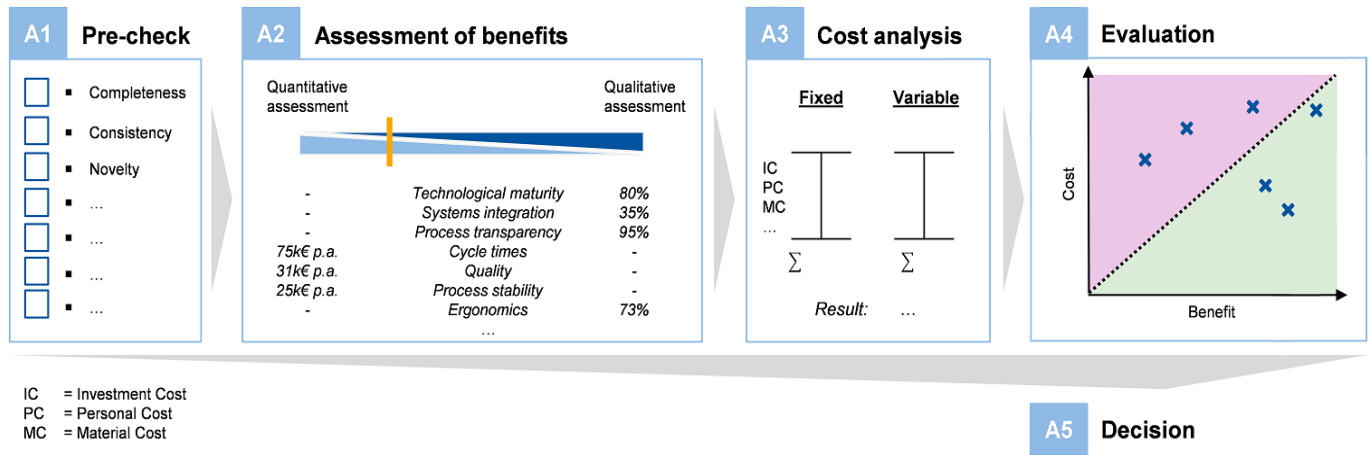 A1 Pre-check
▪ Completeness
▪ Consistency
▪ Novelty
▪ ...
▪ ...
▪ ...
▪ ...
A2 Assessment of benefits
Quantitative assessment
Qualitative assessment
- Technological maturity 80%
- Systems integration 35%
- Process transparency 95%
75k€ p.a. Cycle times -
31k€ p.a. Quality -
25k€ p.a. Process stability -
- Ergonomics 73%
...
A3 Cost analysis
Fixed Variable
IC
PC
MC
...
∑ ∑
Result: ...
A4 Evaluation
Cost
Benefit
IC = Investment Cost
PC = Personal Cost
MC = Material Cost
A5 Decision